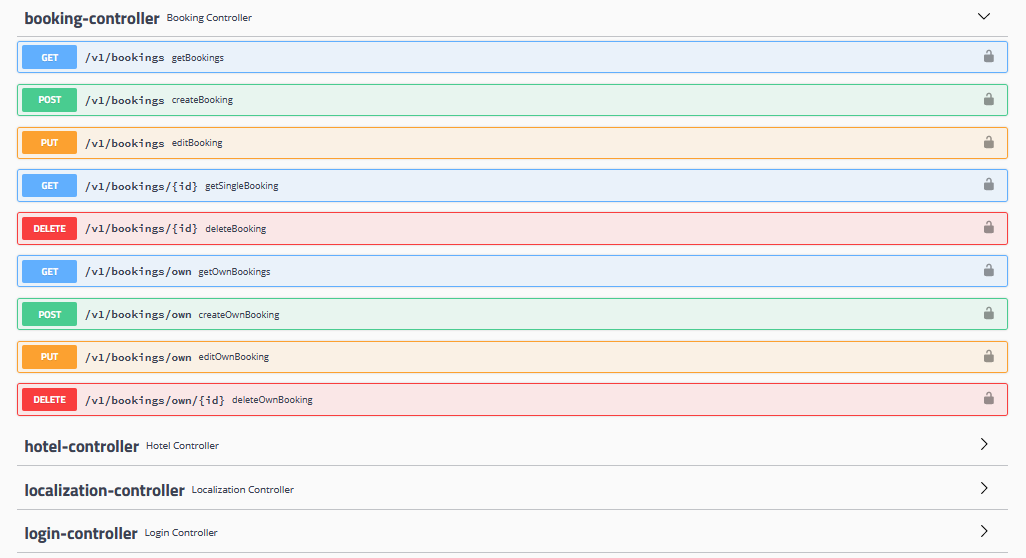 booking-controller Booking Controller
GET /v1/bookings getBookings
POST /v1/bookings createBooking
PUT /v1/bookings editBooking
GET /v1/bookings/{id} getSingleBooking
DELETE /v1/bookings/{id} deleteBooking
GET /v1/bookings/own getOwnBookings
POST /v1/bookings/own createOwnBooking
PUT /v1/bookings/own editOwnBooking
DELETE /v1/bookings/own/{id} deleteOwnBooking
hotel-controller Hotel Controller
localization-controller Localization Controller
login-controller Login Controller